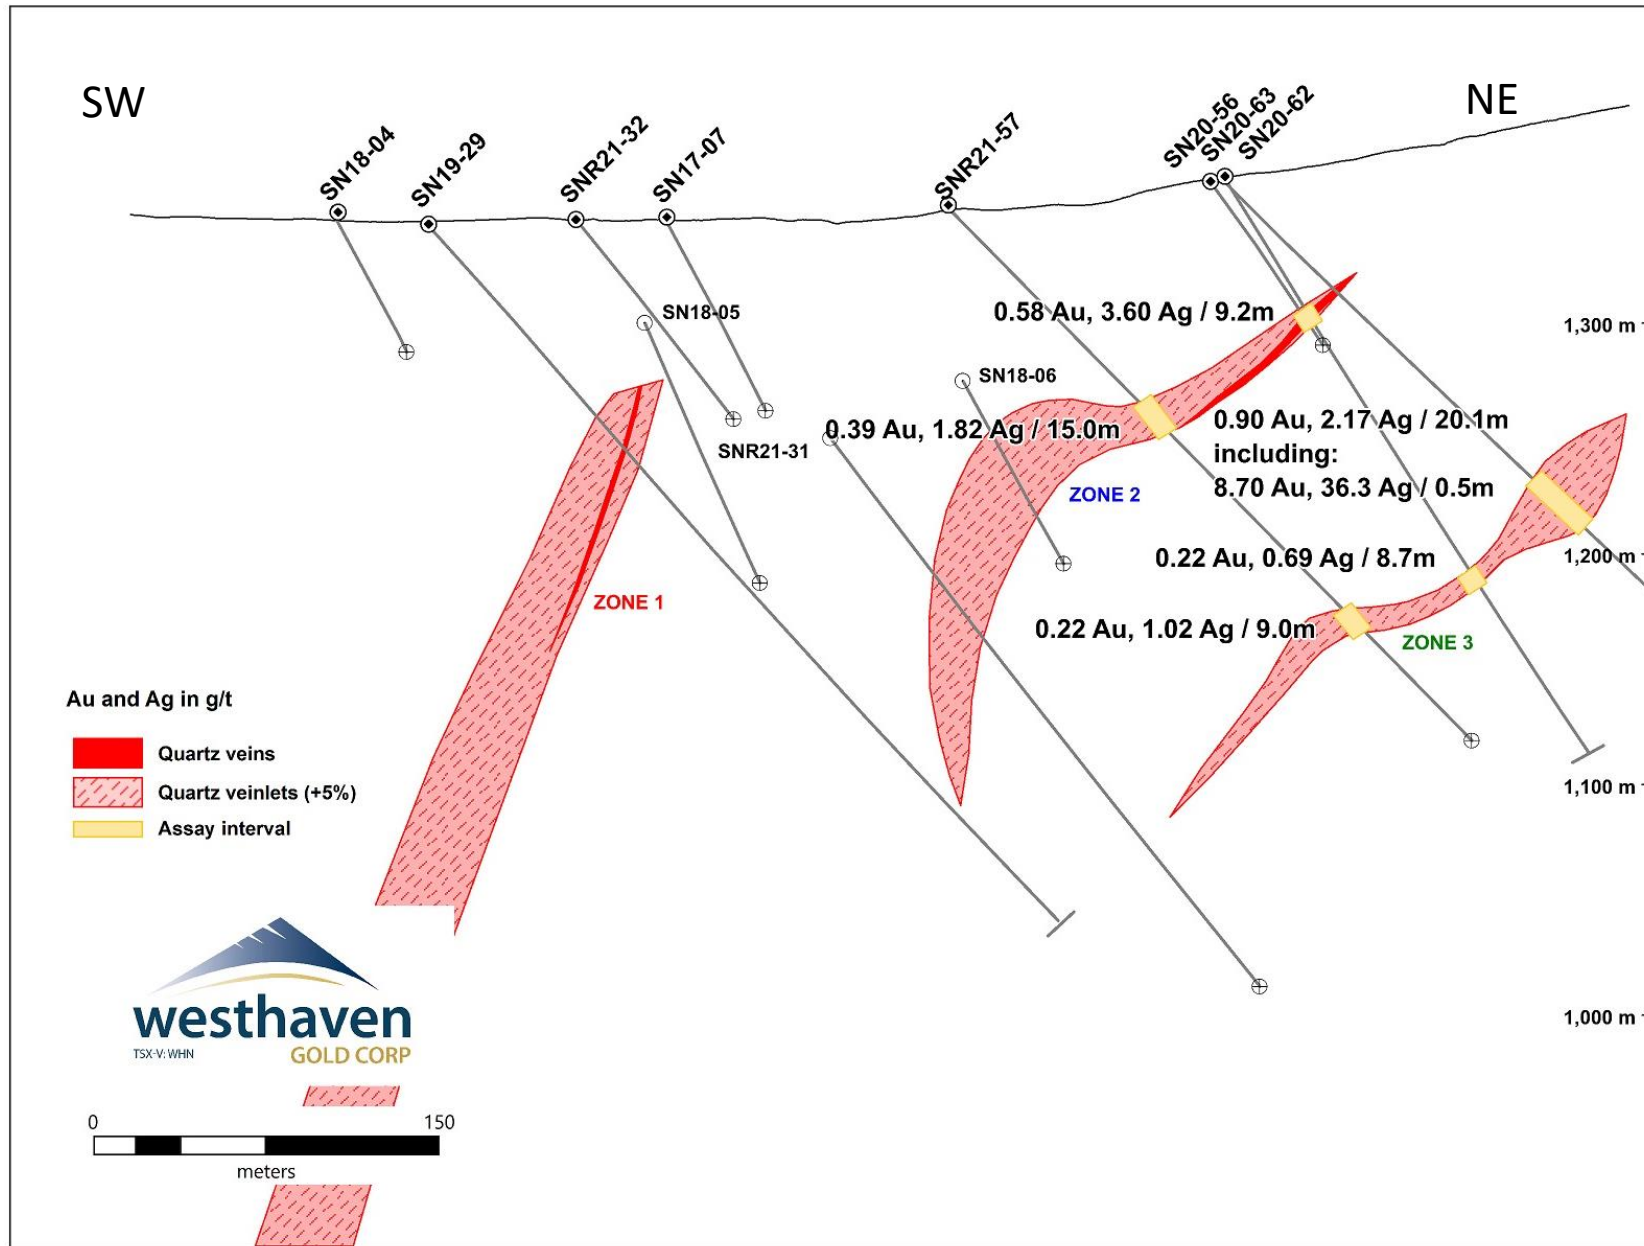 SW
NE
SN18-04
SN19-29
SNR21-32
SN17-07
SNR21-57
SN20-56
SN20-63
SN20-62
SN18-05
0.58 Au, 3.60 Ag / 9.2m
1,300 m
SN18-06
0.39 Au, 1.82 Ag / 15.0m
SNR21-31
0.90 Au, 2.17 Ag / 20.1m
including:
8.70 Au, 36.3 Ag / 0.5m
ZONE 2
0.22 Au, 0.69 Ag / 8.7m
1,200 m
ZONE 1
0.22 Au, 1.02 Ag / 9.0m
ZONE 3
Au and Ag in g/t
Quartz veins
Quartz veinlets (+5%)
Assay interval
1,100 m
westhaven
TSX-V: WHN
GOLD CORP
1,000 m
0
150
meters